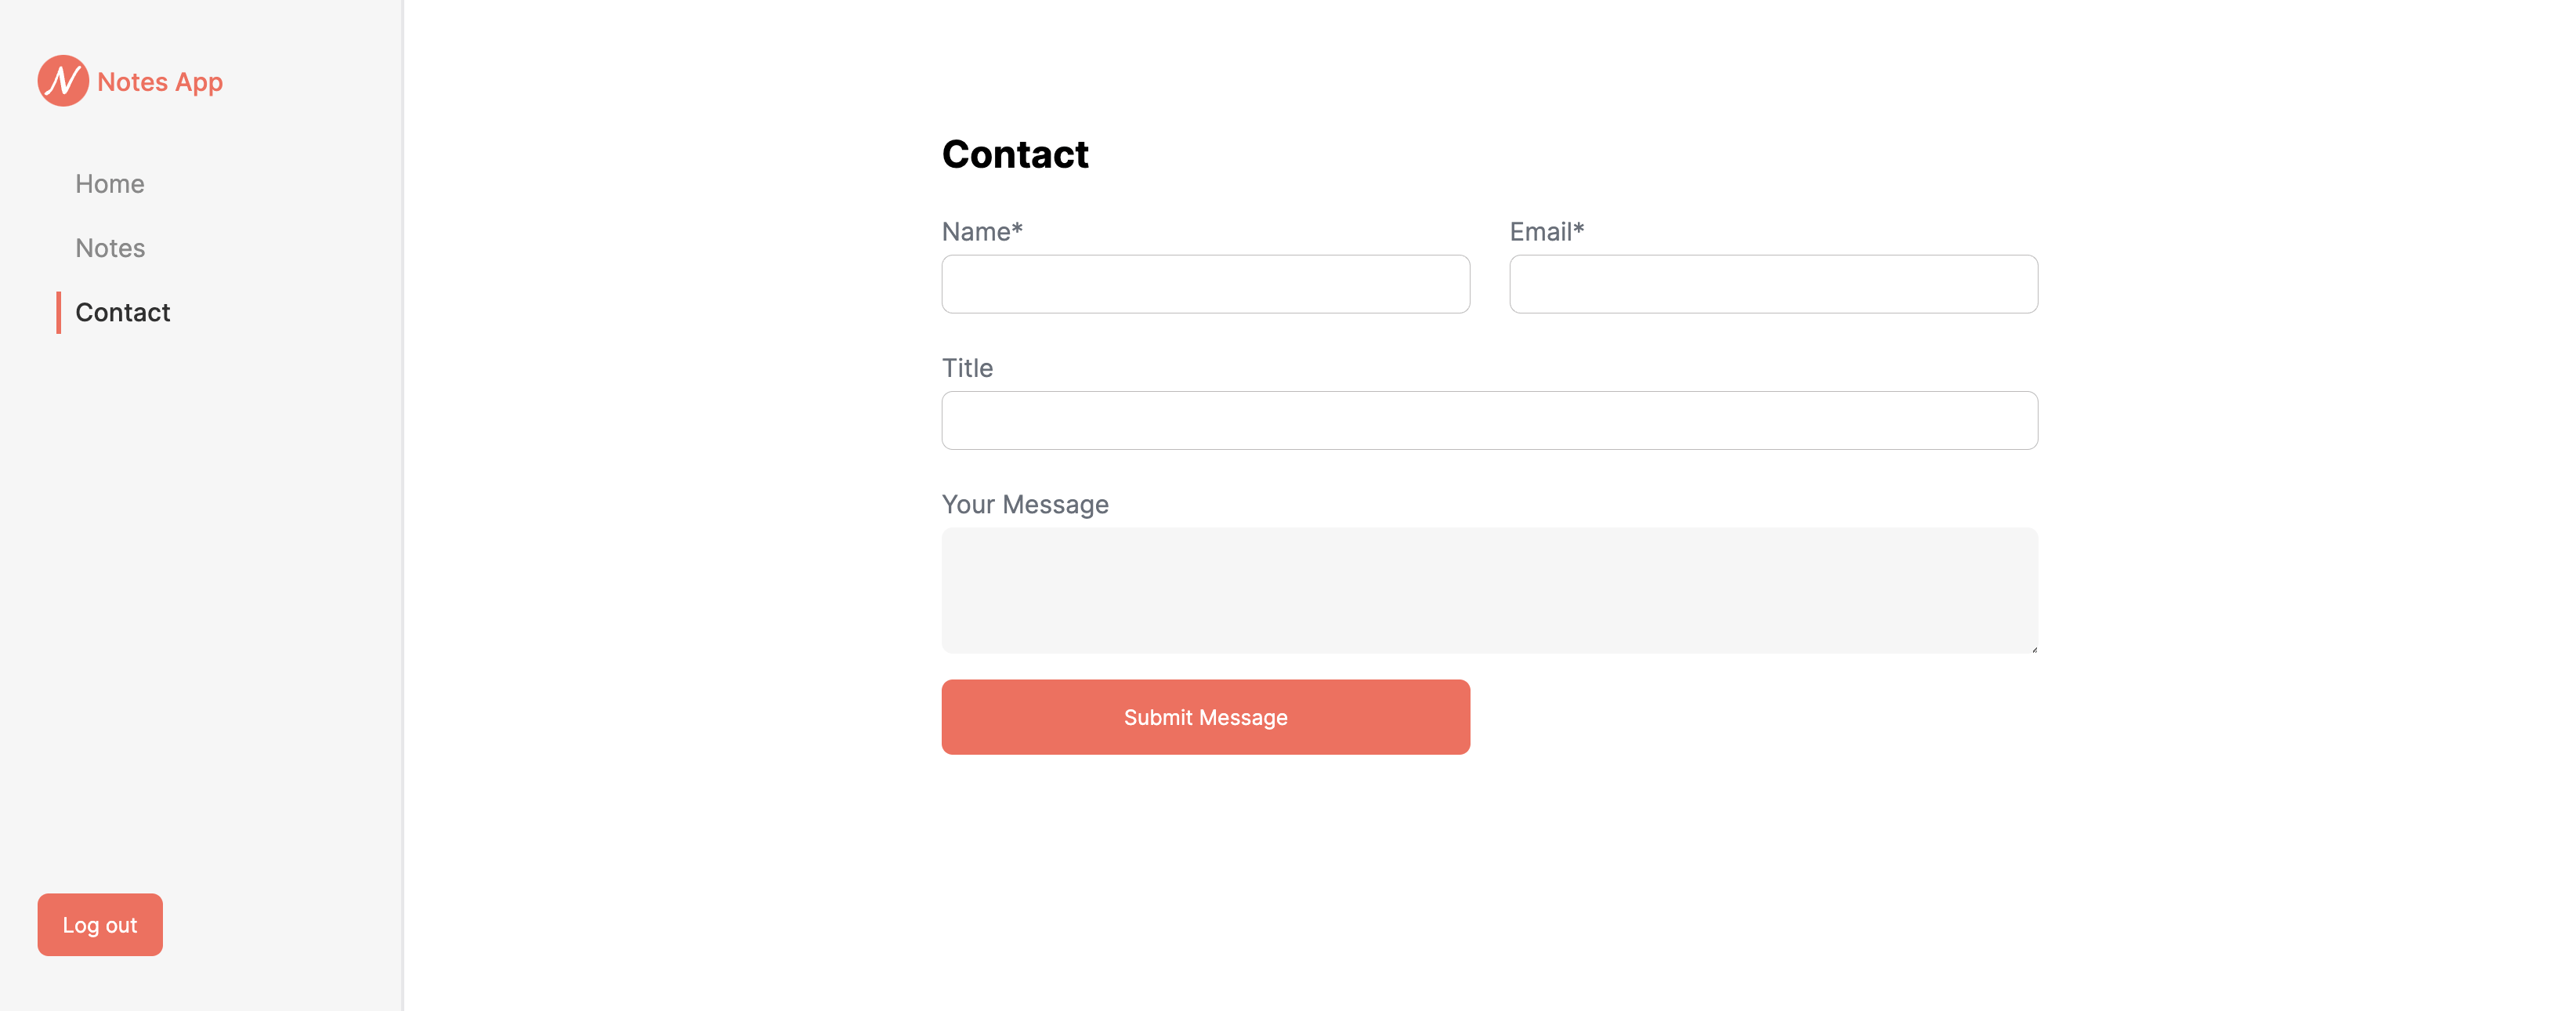 Notes App
Home
Notes
Contact
Log out
Contact
Name*
Email*
Title
Your Message
Submit Message